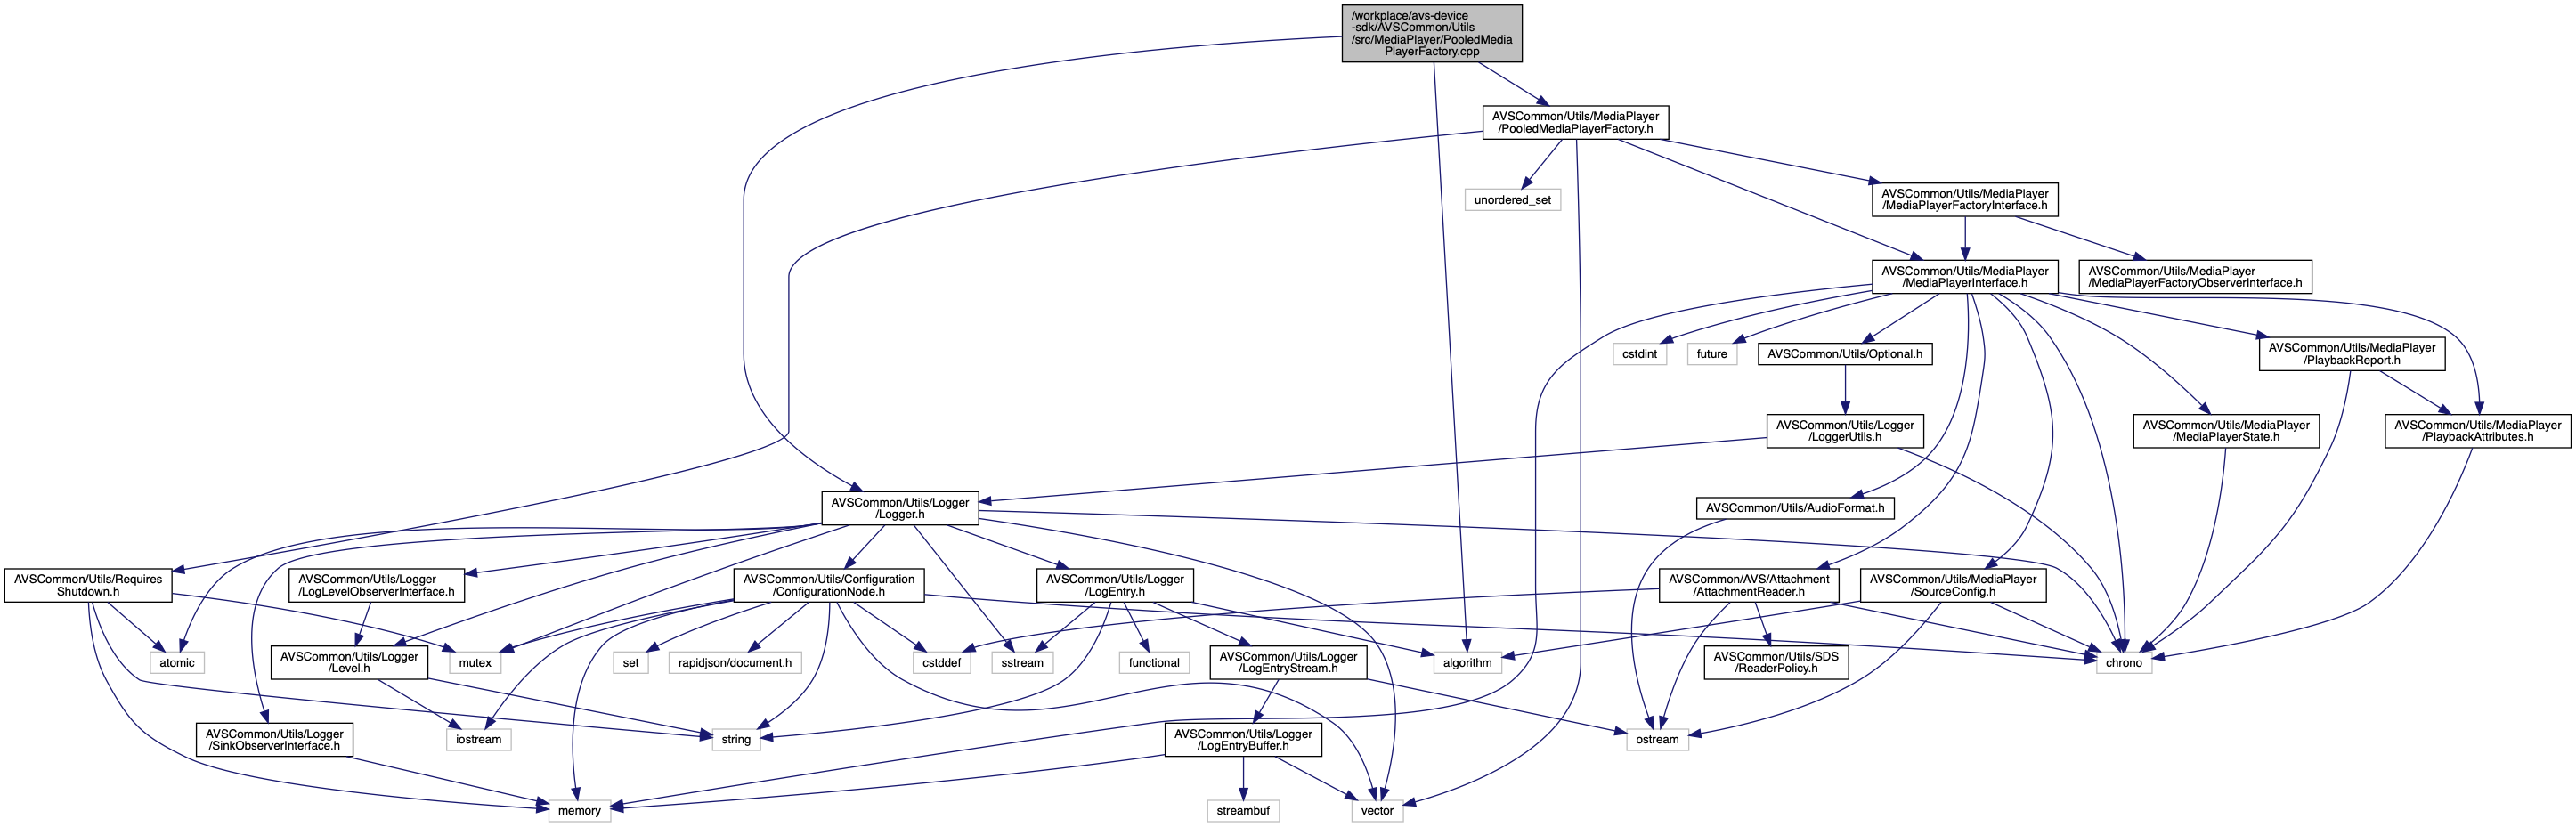 /workplace/avs-device
-sdk/AVSCommon/Utils
/src/MediaPlayer/PooledMedia
PlayerFactory.cpp
AVSCommon/Utils/MediaPlayer
/PooledMediaPlayerFactory.h
unordered_set
AVSCommon/Utils/MediaPlayer
/MediaPlayerFactoryInterface.h
AVSCommon/Utils/MediaPlayer
/MediaPlayerInterface.h
AVSCommon/Utils/MediaPlayer
/MediaPlayerFactoryObserverInterface.h
cstdint
future
AVSCommon/Utils/Optional.h
AVSCommon/Utils/MediaPlayer
/PlaybackReport.h
AVSCommon/Utils/Logger
/LoggerUtils.h
AVSCommon/Utils/MediaPlayer
/MediaPlayerState.h
AVSCommon/Utils/MediaPlayer
/PlaybackAttributes.h
AVSCommon/Utils/Logger
/Logger.h
AVSCommon/Utils/AudioFormat.h
AVSCommon/Utils/Requires
Shutdown.h
AVSCommon/Utils/Logger
/LogLevelObserverInterface.h
AVSCommon/Utils/Configuration
/ConfigurationNode.h
AVSCommon/Utils/Logger
/LogEntry.h
AVSCommon/AVS/Attachment
/AttachmentReader.h
AVSCommon/Utils/MediaPlayer
/SourceConfig.h
atomic
AVSCommon/Utils/Logger
/Level.h
mutex
set
rapidjson/document.h
cstddef
sstream
functional
AVSCommon/Utils/Logger
/LogEntryStream.h
algorithm
AVSCommon/Utils/SDS
/ReaderPolicy.h
chrono
AVSCommon/Utils/Logger
/SinkObserverInterface.h
iostream
string
AVSCommon/Utils/Logger
/LogEntryBuffer.h
ostream
memory
streambuf
vector